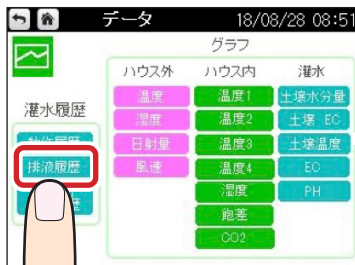 データ 18/08/28 08:51
グラフ
ハウス外 ハウス内 灌水
温度 温度1 土壌水分量
湿度 温度2 土壌 EC
日射量 温度3 土壌温度
風速 温度4 EC
湿度 PH
飽差
CO2
灌水履歴
排液履歴